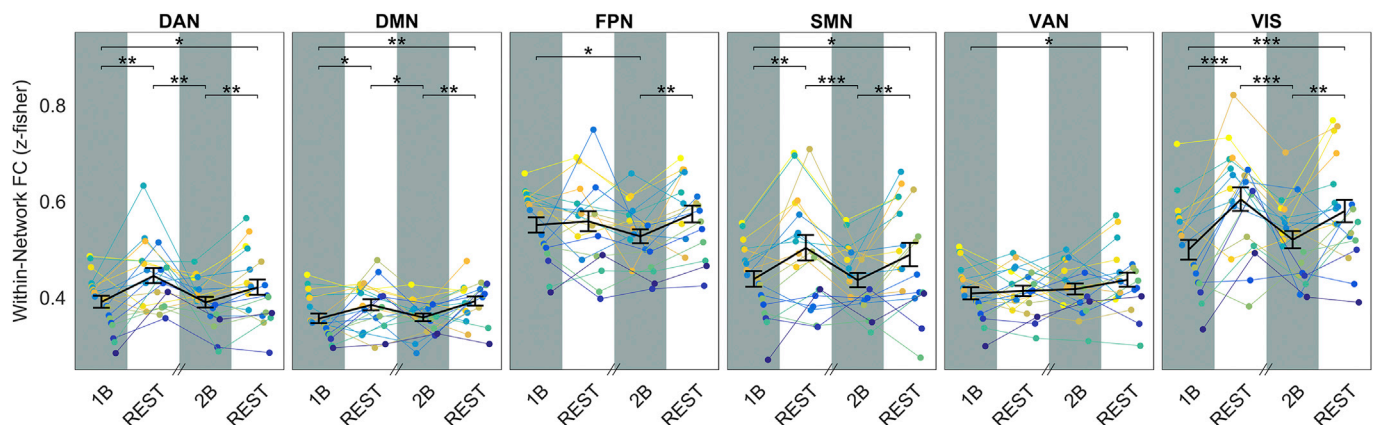 DAN DMN FPN SMN VAN VIS
* ** * * ***
** * * ** ***
** * *** ***
** ** ** ** **
Within-Network FC (z-fisher)
0.8
0.6
0.4
1B REST // 2B REST 1B REST // 2B REST 1B REST // 2B REST 1B REST // 2B REST 1B REST // 2B REST 1B REST // 2B REST